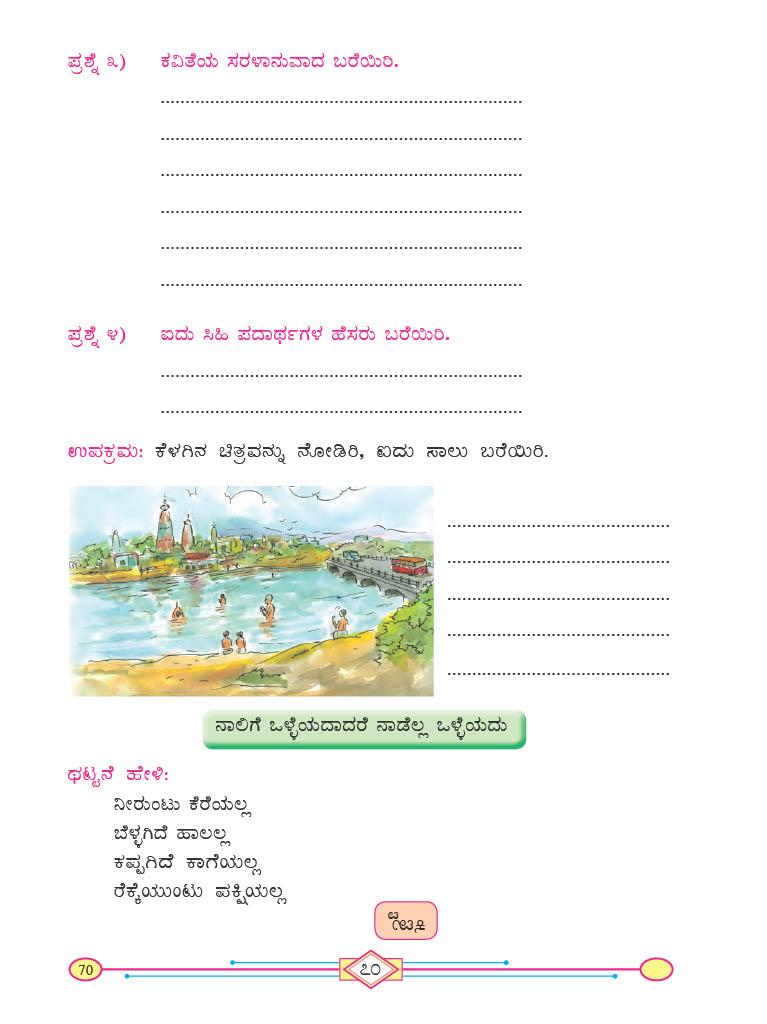 ಪ್ರಶ್ನೆ ೩) ಕವಿತೆಯ ಸರಳಾನುವಾದ ಬರೆಯಿರಿ.
ಪ್ರಶ್ನೆ ೪) ಐದು ಸಿಹಿ ಪದಾರ್ಥಗಳ ಹೆಸರು ಬರೆಯಿರಿ.
ಉಪಕ್ರಮ: ಕೆಳಗಿನ ಚಿತ್ರವನ್ನು ನೋಡಿರಿ, ಐದು ಸಾಲು ಬರೆಯಿರಿ.
ನಾಲಿಗೆ ಒಳ್ಳೆಯದಾದರೆ ನಾಡೆಲ್ಲ ಒಳ್ಳೆಯದು
ಥಟ್ಟನೆ ಹೇಳಿ:
ನೀರುಂಟು ಕೆರೆಯಲ್ಲ
ಬೆಳ್ಳಗಿದೆ ಹಾಲಲ್ಲ
ಕಪ್ಪಗಿದೆ ಕಾಗೆಯಲ್ಲ
ರೆಕ್ಕೆಯುಂಟು ಪಕ್ಷಿಯಲ್ಲ
70 ೭೦